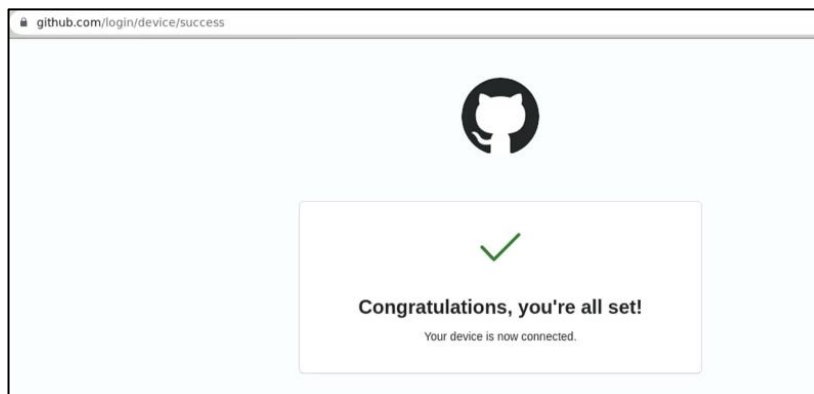 github.com/login/device/success
Congratulations, you're all set!
Your device is now connected.